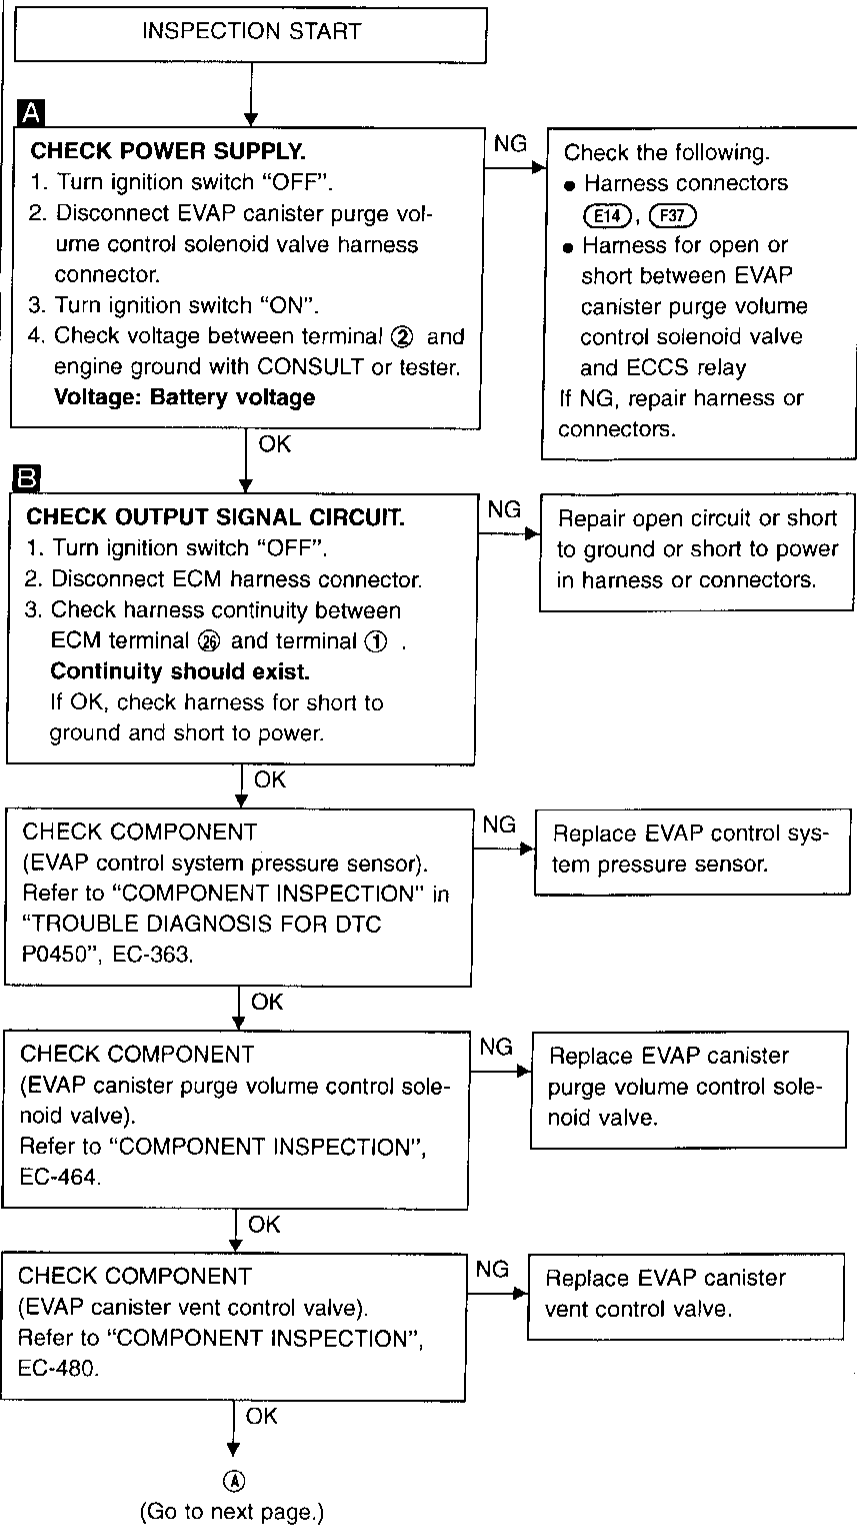 INSPECTION START
A
CHECK POWER SUPPLY.
1. Turn ignition switch “OFF”.
2. Disconnect EVAP canister purge vol-
ume control solenoid valve harness
connector.
3. Turn ignition switch “ON”.
4. Check voltage between terminal ② and
engine ground with CONSULT or tester.
Voltage: Battery voltage
NG
Check the following.
● Harness connectors
E14, F37
● Harness for open or
short between EVAP
canister purge volume
control solenoid valve
and ECCS relay
If NG, repair harness or
connectors.
OK
B
CHECK OUTPUT SIGNAL CIRCUIT.
1. Turn ignition switch “OFF”.
2. Disconnect ECM harness connector.
3. Check harness continuity between
ECM terminal ㉖ and terminal ① .
Continuity should exist.
If OK, check harness for short to
ground and short to power.
NG
Repair open circuit or short
to ground or short to power
in harness or connectors.
OK
CHECK COMPONENT
(EVAP control system pressure sensor).
Refer to “COMPONENT INSPECTION” in
“TROUBLE DIAGNOSIS FOR DTC
P0450”, EC-363.
NG
Replace EVAP control sys-
tem pressure sensor.
OK
CHECK COMPONENT
(EVAP canister purge volume control sole-
noid valve).
Refer to “COMPONENT INSPECTION”,
EC-464.
NG
Replace EVAP canister
purge volume control sole-
noid valve.
OK
CHECK COMPONENT
(EVAP canister vent control valve).
Refer to “COMPONENT INSPECTION”,
EC-480.
NG
Replace EVAP canister
vent control valve.
OK
Ⓐ
(Go to next page.)